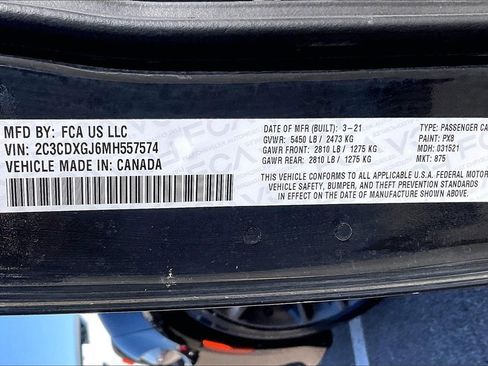 MFD BY: FCA US LLC
VIN: 2C3CDXGJ6MH557574
VEHICLE MADE IN: CANADA
DATE OF MFR (BUILT): 3-21
GVWR: 5450 LB / 2473 KG
GAWR FRONT: 2810 LB / 1275 KG
GAWR REAR: 2810 LB / 1275 KG
TYPE: PASSENGER CA
PAINT: PX8
MDH: 031521
MKT: 875
THIS VEHICLE CONFORMS TO ALL APPLICABLE U.S.A. FEDERAL MOTOR
VEHICLE SAFETY, BUMPER, AND THEFT PREVENTION STANDARDS
IN EFFECT ON THE DATE OF MANUFACTURE SHOWN ABOVE.